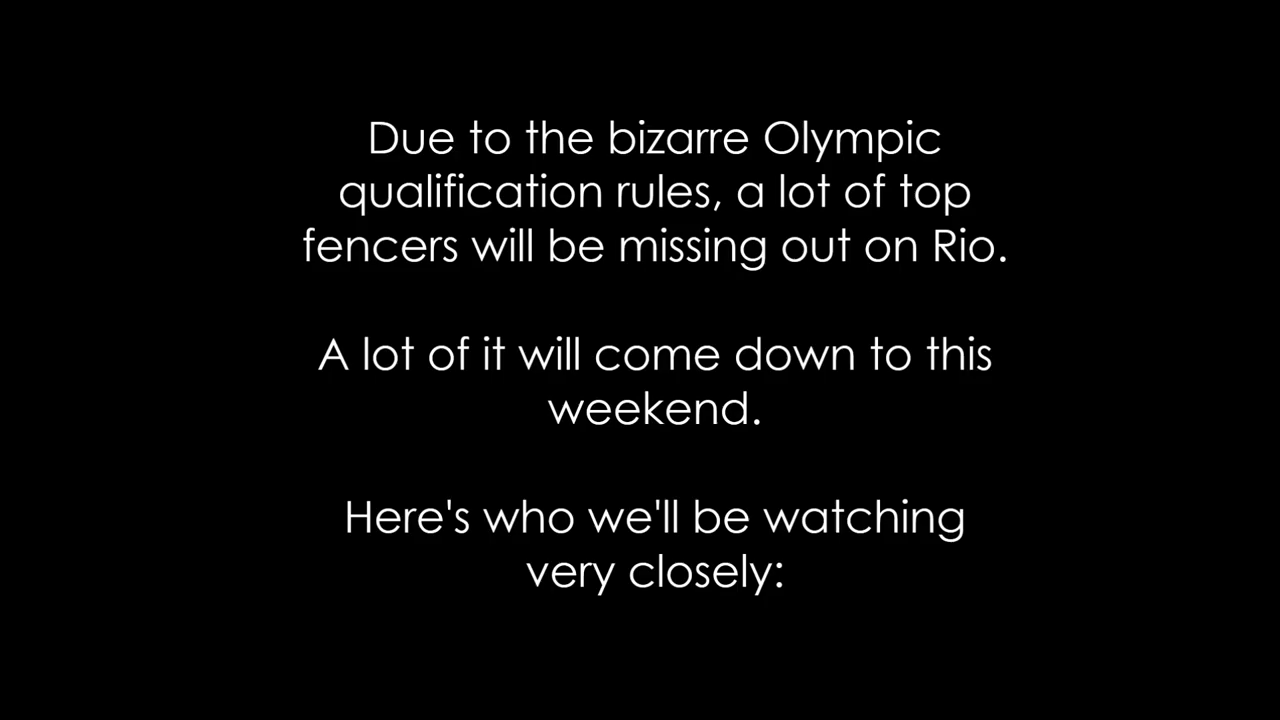 Due to the bizarre Olympic
qualification rules, a lot of top
fencers will be missing out on Rio.
A lot of it will come down to this
weekend.
Here's who we'll be watching
very closely: